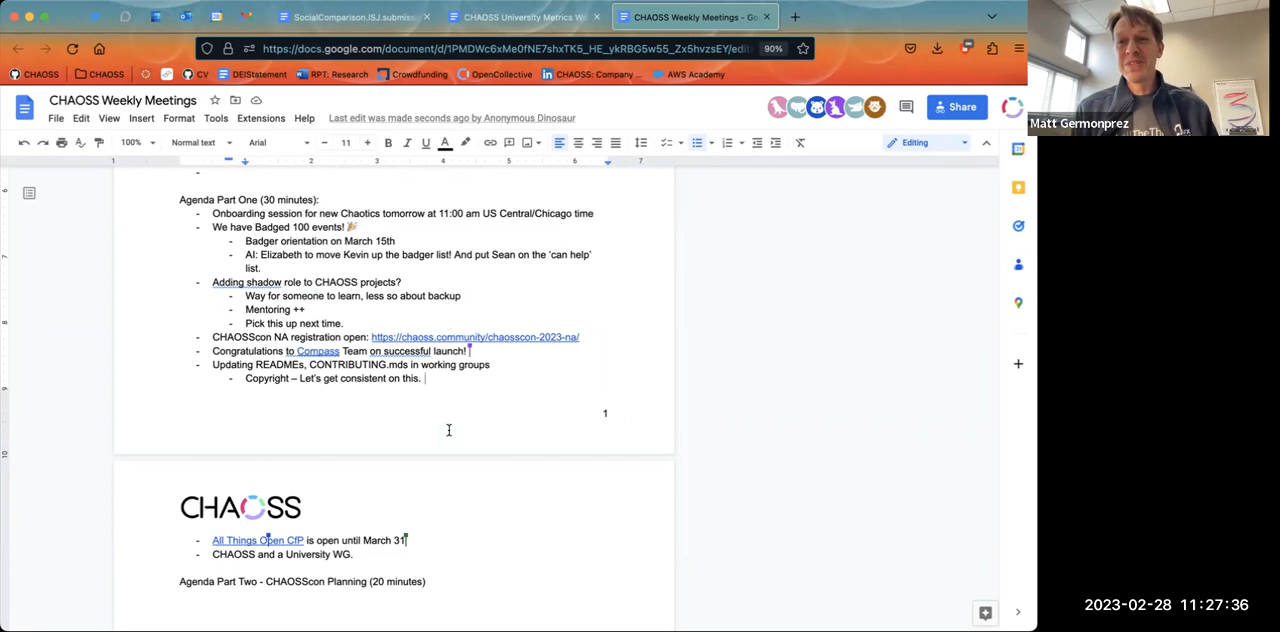 SocialComparison.ISJ.submiss
CHAOSS University Metrics W
CHAOSS Weekly Meetings - Go
https://docs.google.com/document/d/1PMDWc6xMe0fNE7shxTK5_HE_ykRBG5w55_Zx5hvzsEY/edit
90%
CHAOSS
CHAOSS
CV
DEIStatement
RPT: Research
Crowdfunding
OpenCollective
CHAOSS: Company ...
AWS Academy
CHAOSS Weekly Meetings
File Edit View Insert Format Tools Extensions Help
Last edit was made seconds ago by Anonymous Dinosaur
Share
Matt Germonprez
100%
Normal text
Arial
11
B I U A
Editing
1 1 2 3 4 5 6 7
- 
Agenda Part One (30 minutes):
- Onboarding session for new Chaotics tomorrow at 11:00 am US Central/Chicago time
- We have Badged 100 events! 🎉
- Badger orientation on March 15th
- AI: Elizabeth to move Kevin up the badger list! And put Sean on the 'can help'
list.
- Adding shadow role to CHAOSS projects?
- Way for someone to learn, less so about backup
- Mentoring ++
- Pick this up next time.
- CHAOSScon NA registration open: https://chaoss.community/chaosscon-2023-na/
- Congratulations to Compass Team on successful launch!
- Updating READMEs, CONTRIBUTING.mds in working groups
- Copyright – Let's get consistent on this.
1
CHAOSS
- All Things Open CfP is open until March 31
- CHAOSS and a University WG.
Agenda Part Two - CHAOSScon Planning (20 minutes)
2023-02-28 11:27:36